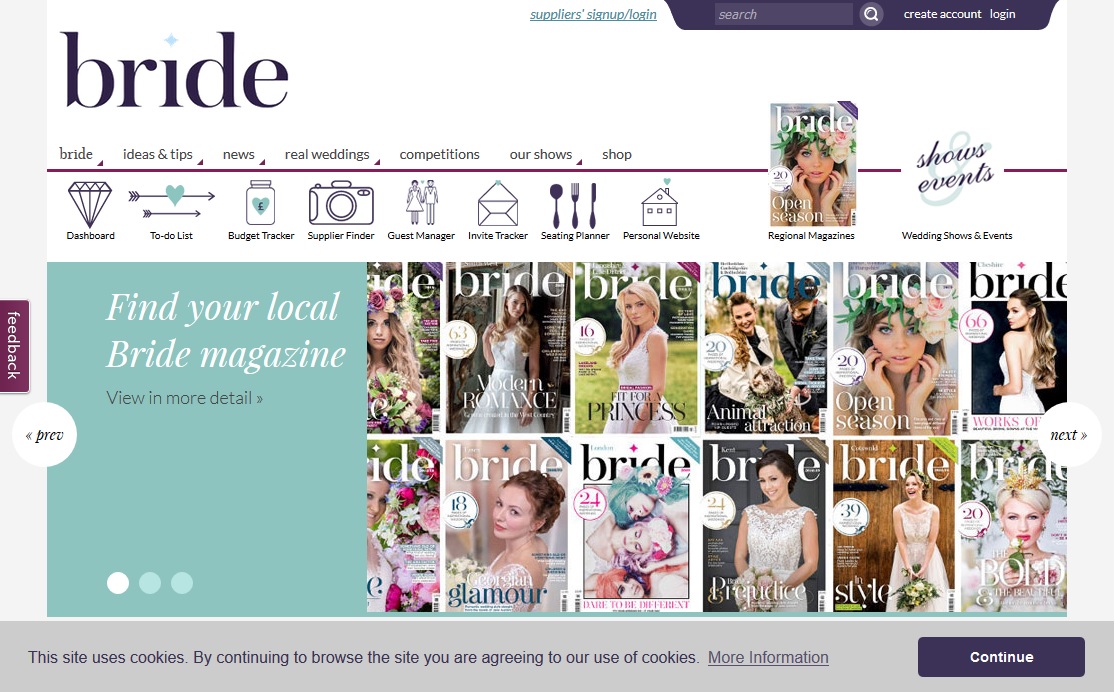 suppliers' signup/login
search
create account login
bride
bride
ideas & tips
news
real weddings
competitions
our shows
shop
Dashboard
To-do List
£
Budget Tracker
Supplier Finder
Guest Manager
Invite Tracker
Seating Planner
Personal Website
bride
20
Open
season
Regional Magazines
shows
&
events
Wedding Shows & Events
Find your local
Bride magazine
View in more detail »
feedback
« prev
next »
ride
bride
63
Modern
ROMANCE
bride
16
BRIDAL FASHION
FIT FOR A
PRINCESS
bride
20
Animal
attraction
bride
20
Open
season
Cheshire
bride
66
WORKS OF
ride
bride
18
Georgian
glamour
London
bride
24
DARE TO BE DIFFERENT
Kent
bride
24
Bride
Prejudice
Cotswold
bride
39
In
style
bride
20
THE
BOLD
& THE BEAUTIFUL
This site uses cookies. By continuing to browse the site you are agreeing to our use of cookies. More Information
Continue